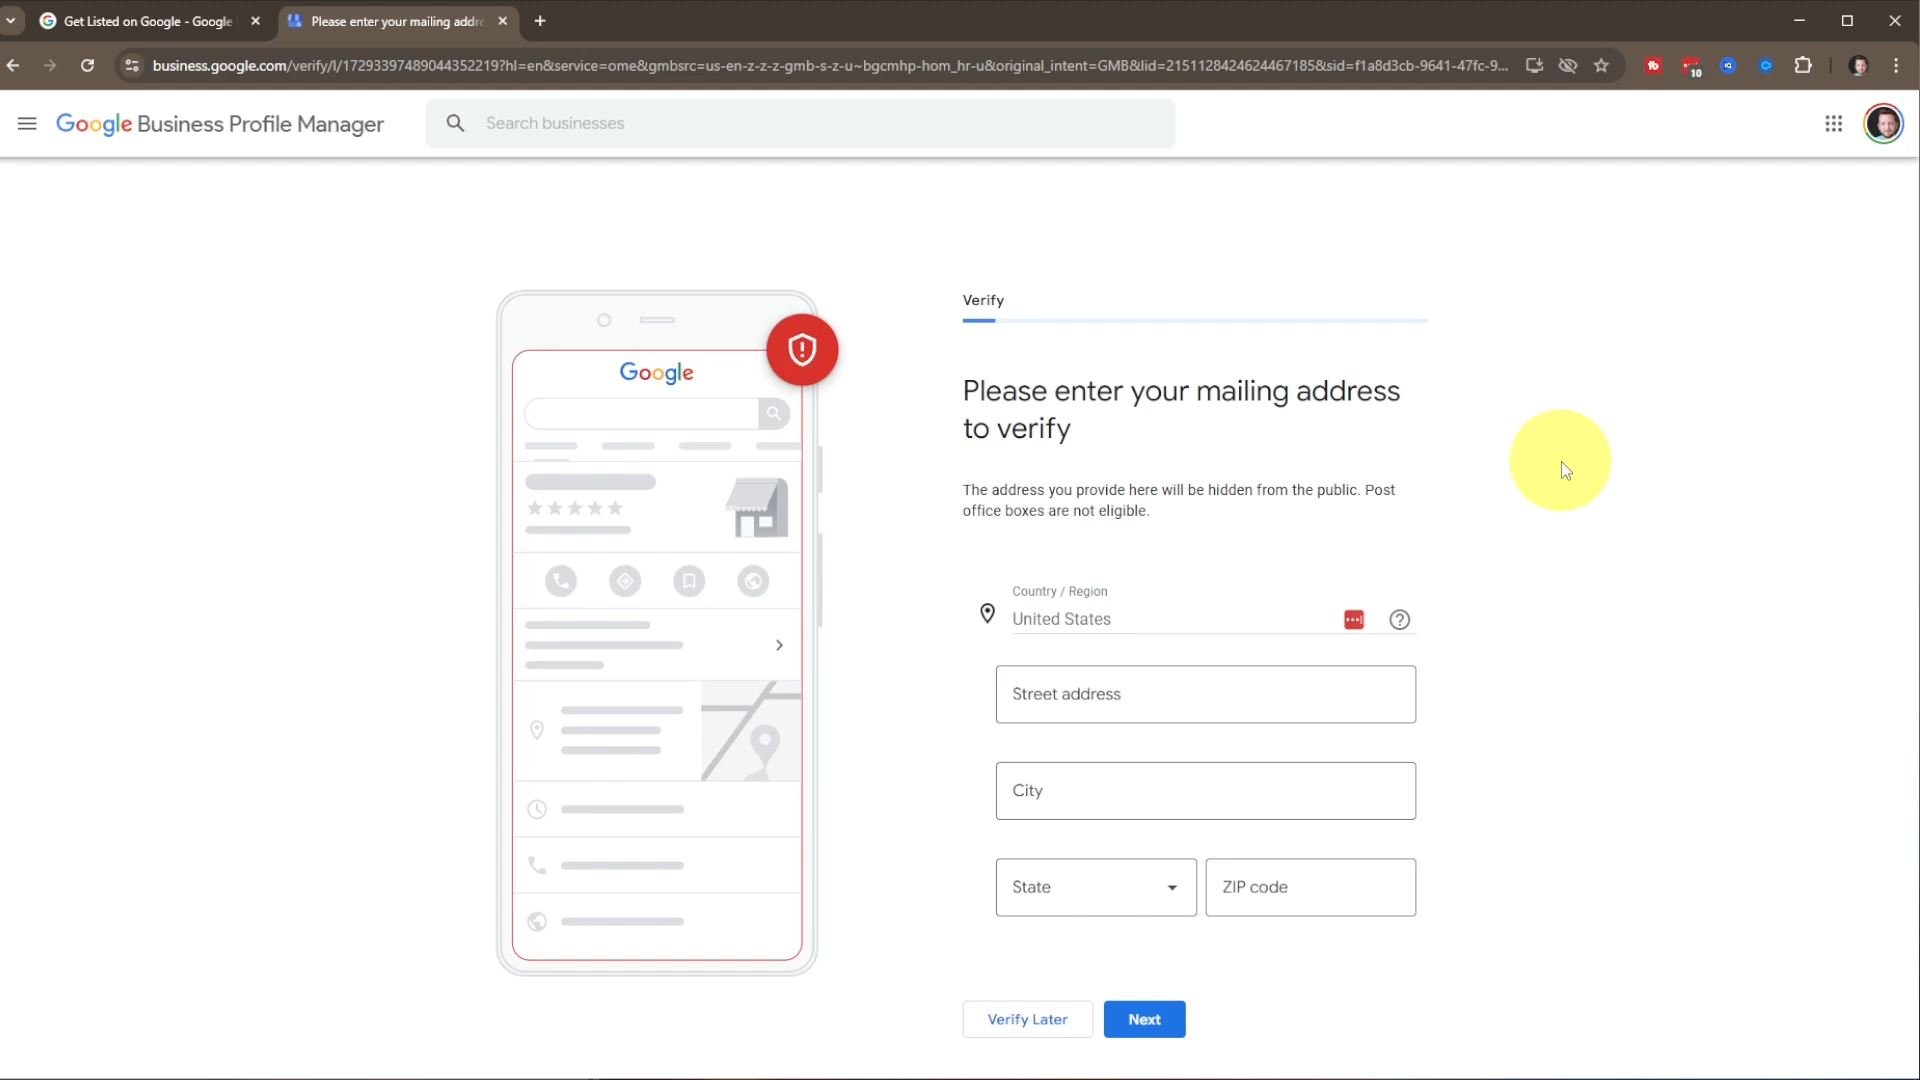 Get Listed on Google - Google
Please enter your mailing addre
business.google.com/verify/l/17293397489044352219?hl=en&service=ome&gmbsrc=us-en-z-z-z-gmb-s-z-u~bgcmhp-hom_hr-u&original_intent=GMB&lid=2151128424624467185&sid=f1a8d3cb-9641-47fc-9...
10
Google Business Profile Manager
Search businesses
Google
Verify
Please enter your mailing address
to verify
The address you provide here will be hidden from the public. Post
office boxes are not eligible.
Country / Region
United States
Street address
City
State
ZIP code
Verify Later
Next